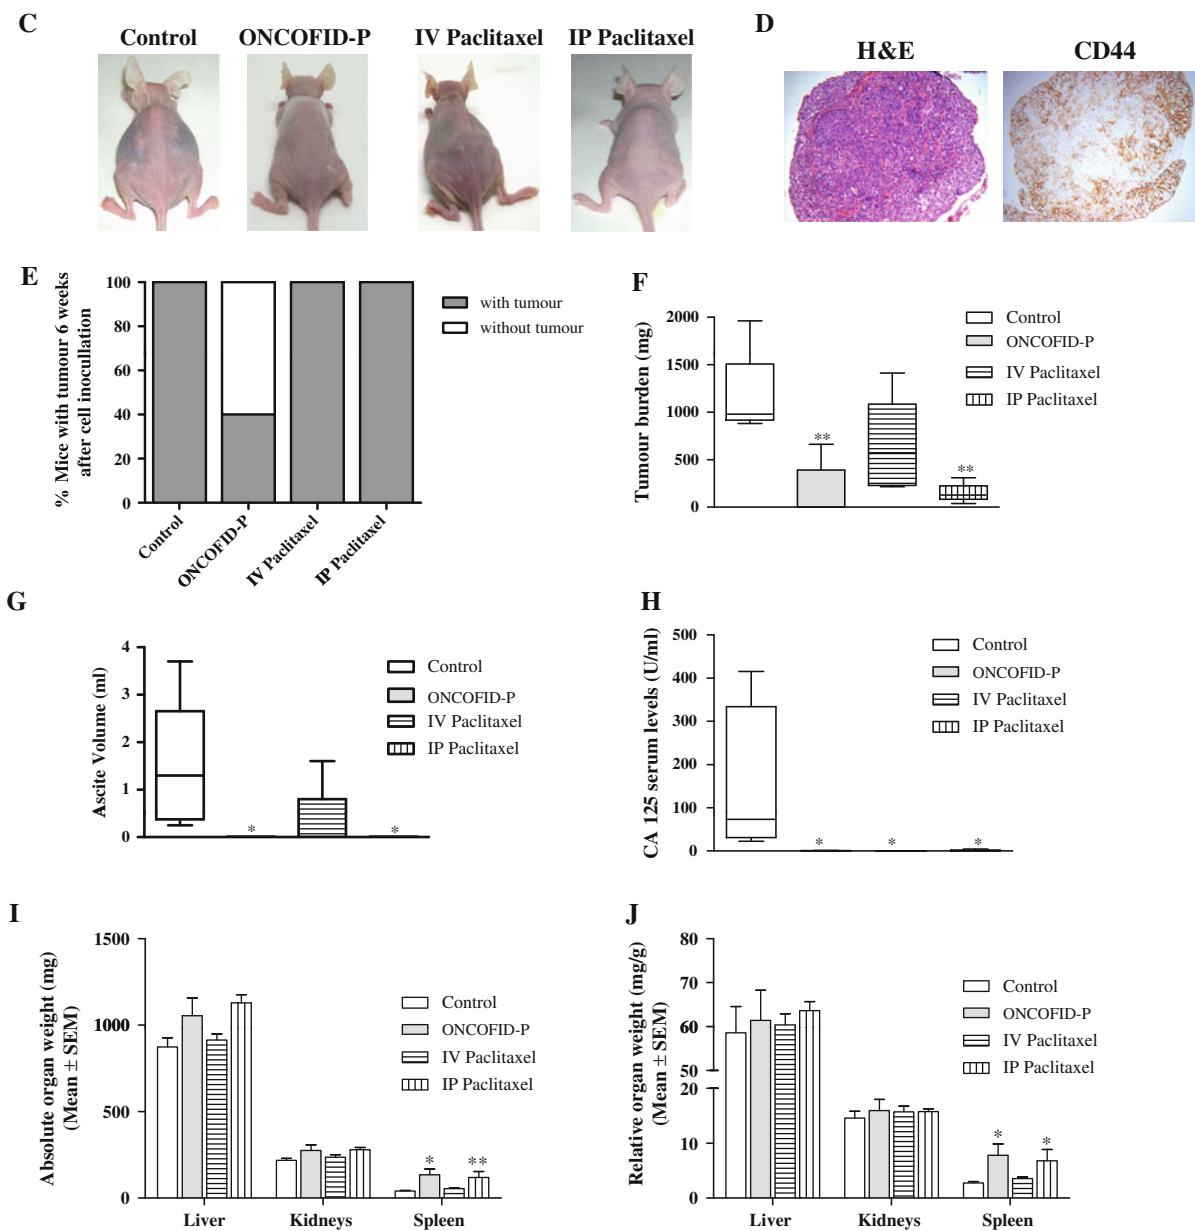 C
Control
ONCOFID-P
IV Paclitaxel
IP Paclitaxel
D
H&E
CD44
E
% Mice with tumour 6 weeks
after cell inocullation
100
80
60
40
20
0
Control
ONCOFID-P
IV Paclitaxel
IP Paclitaxel
with tumour
without tumour
F
Tumour burden (mg)
2000
1500
1000
500
0
**
**
Control
ONCOFID-P
IV Paclitaxel
IP Paclitaxel
G
Ascite Volume (ml)
4
3
2
1
0
*
*
Control
ONCOFID-P
IV Paclitaxel
IP Paclitaxel
H
CA 125 serum levels (U/ml)
500
400
300
200
100
0
*
*
*
Control
ONCOFID-P
IV Paclitaxel
IP Paclitaxel
I
Absolute organ weight (mg)
(Mean ± SEM)
1500
1000
500
0
*
**
Liver
Kidneys
Spleen
Control
ONCOFID-P
IV Paclitaxel
IP Paclitaxel
J
Relative organ weight (mg/g)
(Mean ± SEM)
80
70
60
50
20
10
0
*
*
Liver
Kidneys
Spleen
Control
ONCOFID-P
IV Paclitaxel
IP Paclitaxel